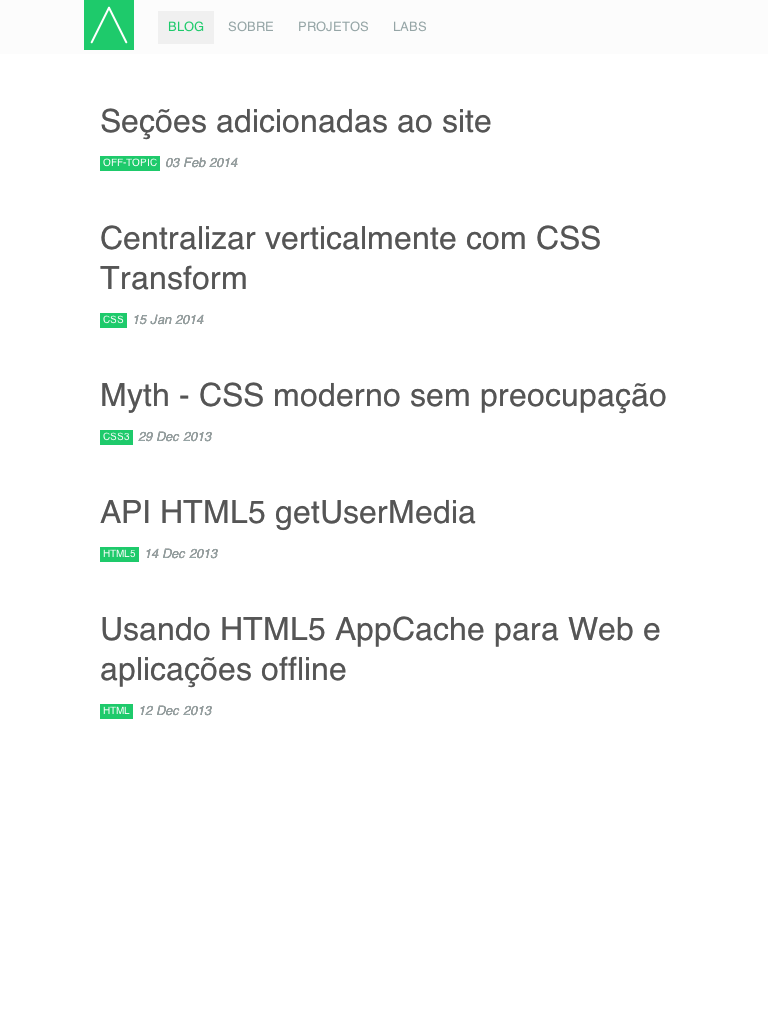 BLOG SOBRE PROJETOS LABS
Seções adicionadas ao site
OFF-TOPIC 03 Feb 2014
Centralizar verticalmente com CSS
Transform
CSS 15 Jan 2014
Myth - CSS moderno sem preocupação
CSS3 29 Dec 2013
API HTML5 getUserMedia
HTML5 14 Dec 2013
Usando HTML5 AppCache para Web e
aplicações offline
HTML 12 Dec 2013